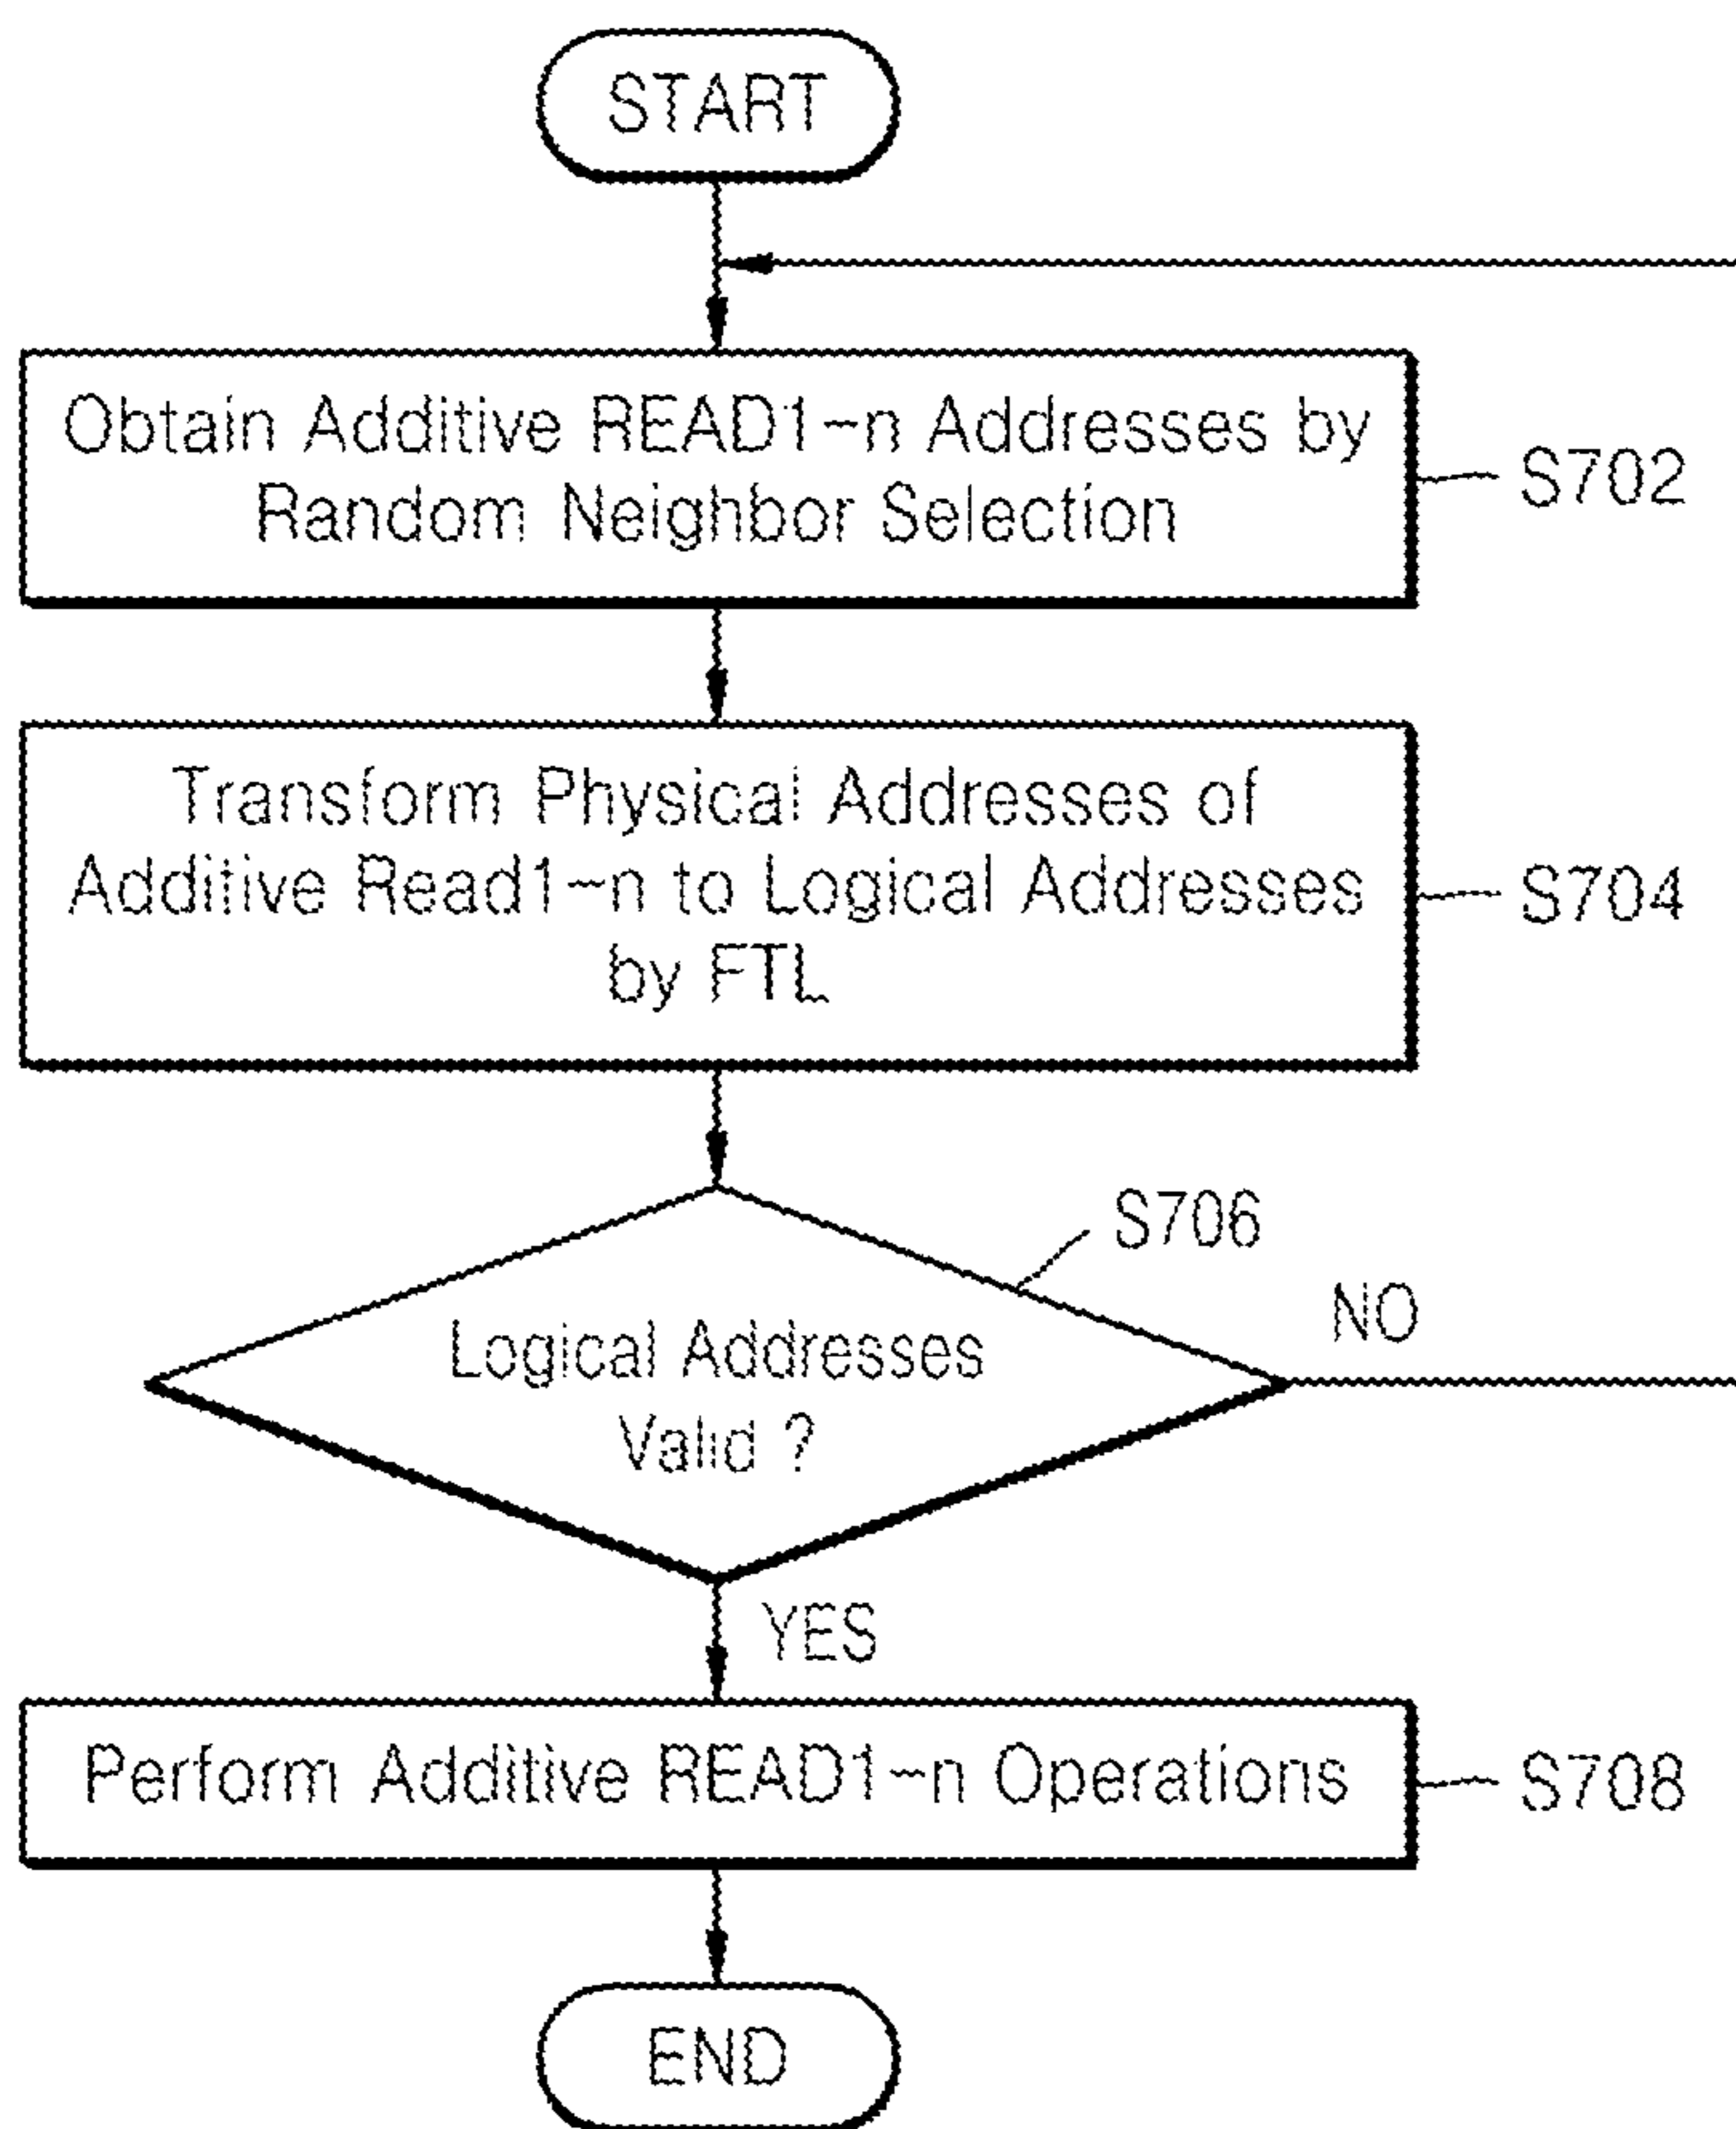 START
Obtain Additive READ1~n Addresses by
Random Neighbor Selection
S702
Transform Physical Addresses of
Additive Read1~n to Logical Addresses
by FTL
S704
S706
Logical Addresses
Valid ?
NO
YES
Perform Additive READ1~n Operations
S708
END